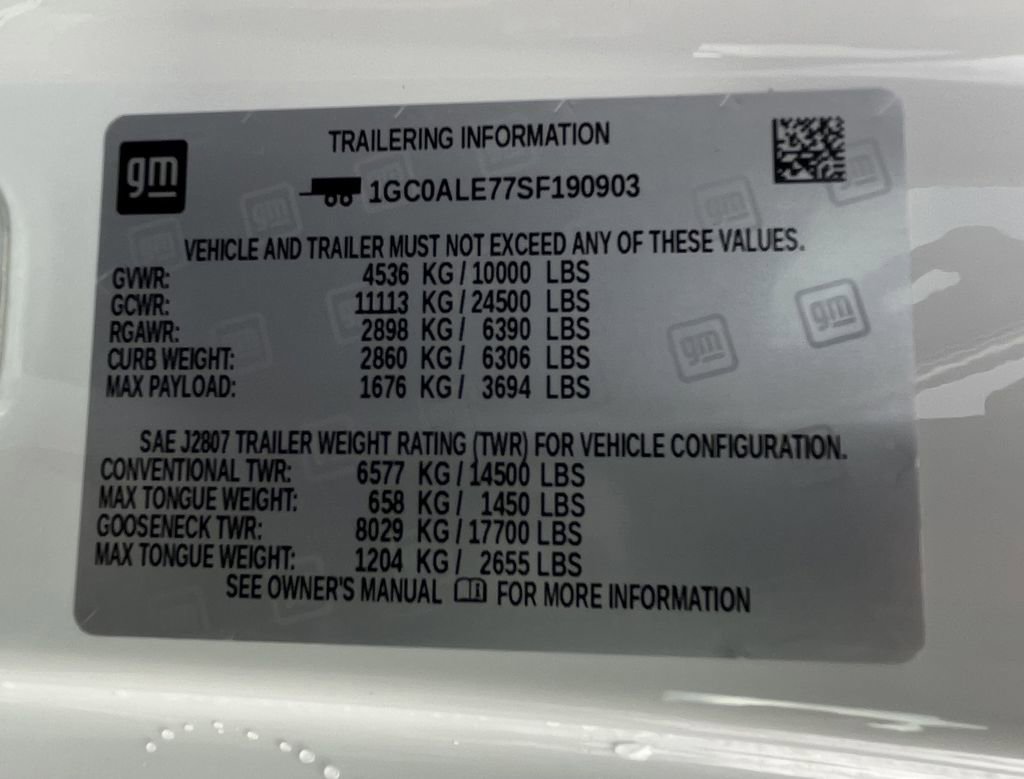 gm
TRAILERING INFORMATION
1GC0ALE77SF190903
VEHICLE AND TRAILER MUST NOT EXCEED ANY OF THESE VALUES.
GVWR: 4536 KG / 10000 LBS
GCWR: 11113 KG / 24500 LBS
RGAWR: 2898 KG / 6390 LBS
CURB WEIGHT: 2860 KG / 6306 LBS
MAX PAYLOAD: 1676 KG / 3694 LBS
SAE J2807 TRAILER WEIGHT RATING (TWR) FOR VEHICLE CONFIGURATION.
CONVENTIONAL TWR: 6577 KG / 14500 LBS
MAX TONGUE WEIGHT: 658 KG / 1450 LBS
GOOSENECK TWR: 8029 KG / 17700 LBS
MAX TONGUE WEIGHT: 1204 KG / 2655 LBS
SEE OWNER'S MANUAL FOR MORE INFORMATION